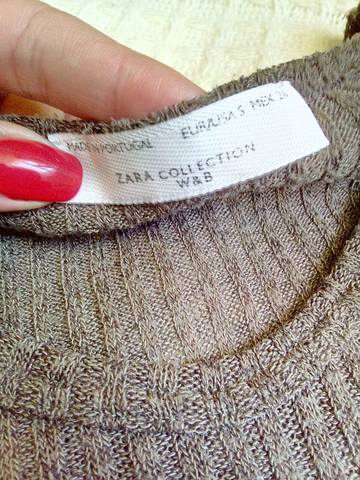 MADE IN PORTUGAL EUR/USA S MEX 26
ZARA COLLECTION
W&B